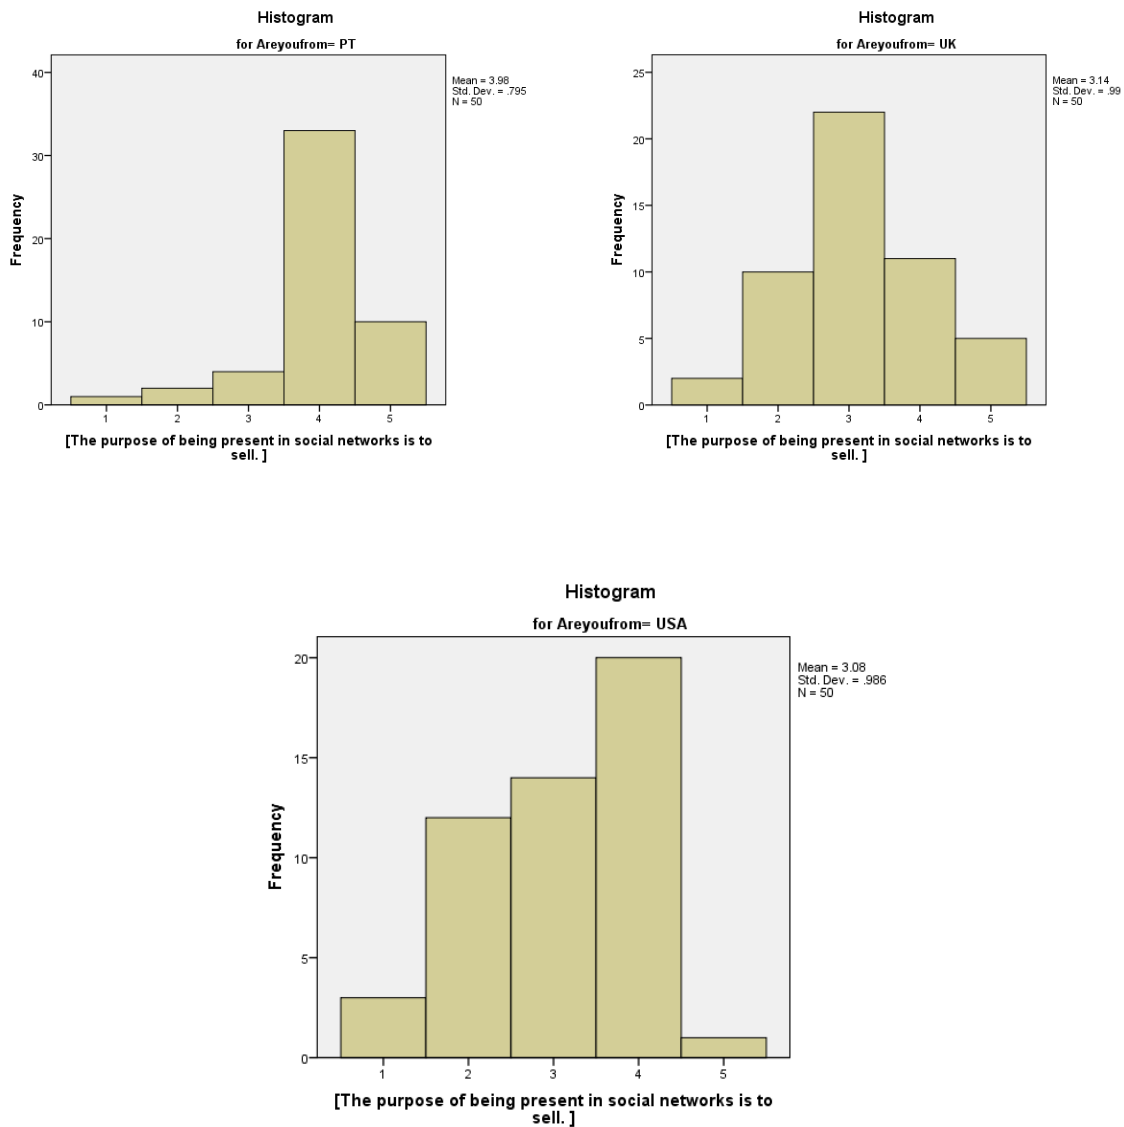 Histogram
for Areyoufrom= PT
Mean = 3.98
Std. Dev. = .795
N = 50
40
30
20
10
0
Frequency
1 2 3 4 5
[The purpose of being present in social networks is to
sell. ]
Histogram
for Areyoufrom= UK
Mean = 3.14
Std. Dev. = .99
N = 50
25
20
15
10
5
0
Frequency
1 2 3 4 5
[The purpose of being present in social networks is to
sell. ]
Histogram
for Areyoufrom= USA
Mean = 3.08
Std. Dev. = .986
N = 50
20
15
10
5
0
Frequency
1 2 3 4 5
[The purpose of being present in social networks is to
sell. ]